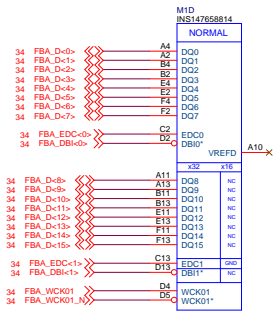 M1D
INS147658814
NORMAL
34 FBA_D<0> A4 DQ0
34 FBA_D<1> A2 DQ1
34 FBA_D<2> B4 DQ2
34 FBA_D<3> B2 DQ3
34 FBA_D<4> E4 DQ4
34 FBA_D<5> E2 DQ5
34 FBA_D<6> F4 DQ6
34 FBA_D<7> F2 DQ7
34 FBA_EDC<0> C2 EDC0
34 FBA_DBI<0> D2 DBI0*
VREFD A10
x32 x16
34 FBA_D<8> A11 DQ8 NC
34 FBA_D<9> A13 DQ9 NC
34 FBA_D<10> B11 DQ10 NC
34 FBA_D<11> B13 DQ11 NC
34 FBA_D<12> E11 DQ12 NC
34 FBA_D<13> E13 DQ13 NC
34 FBA_D<14> F11 DQ14 NC
34 FBA_D<15> F13 DQ15 NC
34 FBA_EDC<1> C13 EDC1 GND
34 FBA_DBI<1> D13 DBI1* NC
34 FBA_WCK01 D4 WCK01
34 FBA_WCK01_N D5 WCK01*